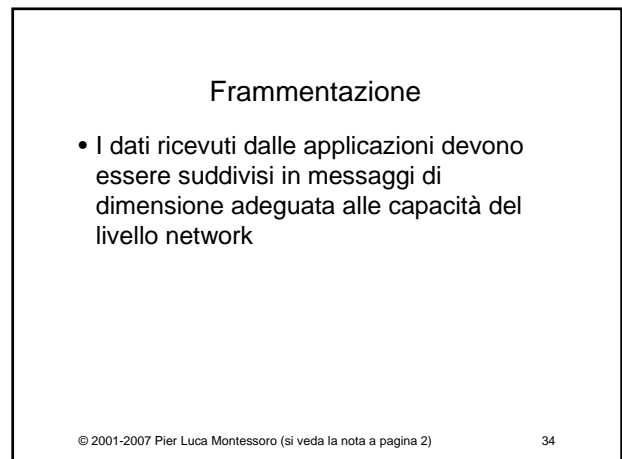 Frammentazione
• I dati ricevuti dalle applicazioni devono
essere suddivisi in messaggi di
dimensione adeguata alle capacità del
livello network
© 2001-2007 Pier Luca Montessoro (si veda la nota a pagina 2) 34